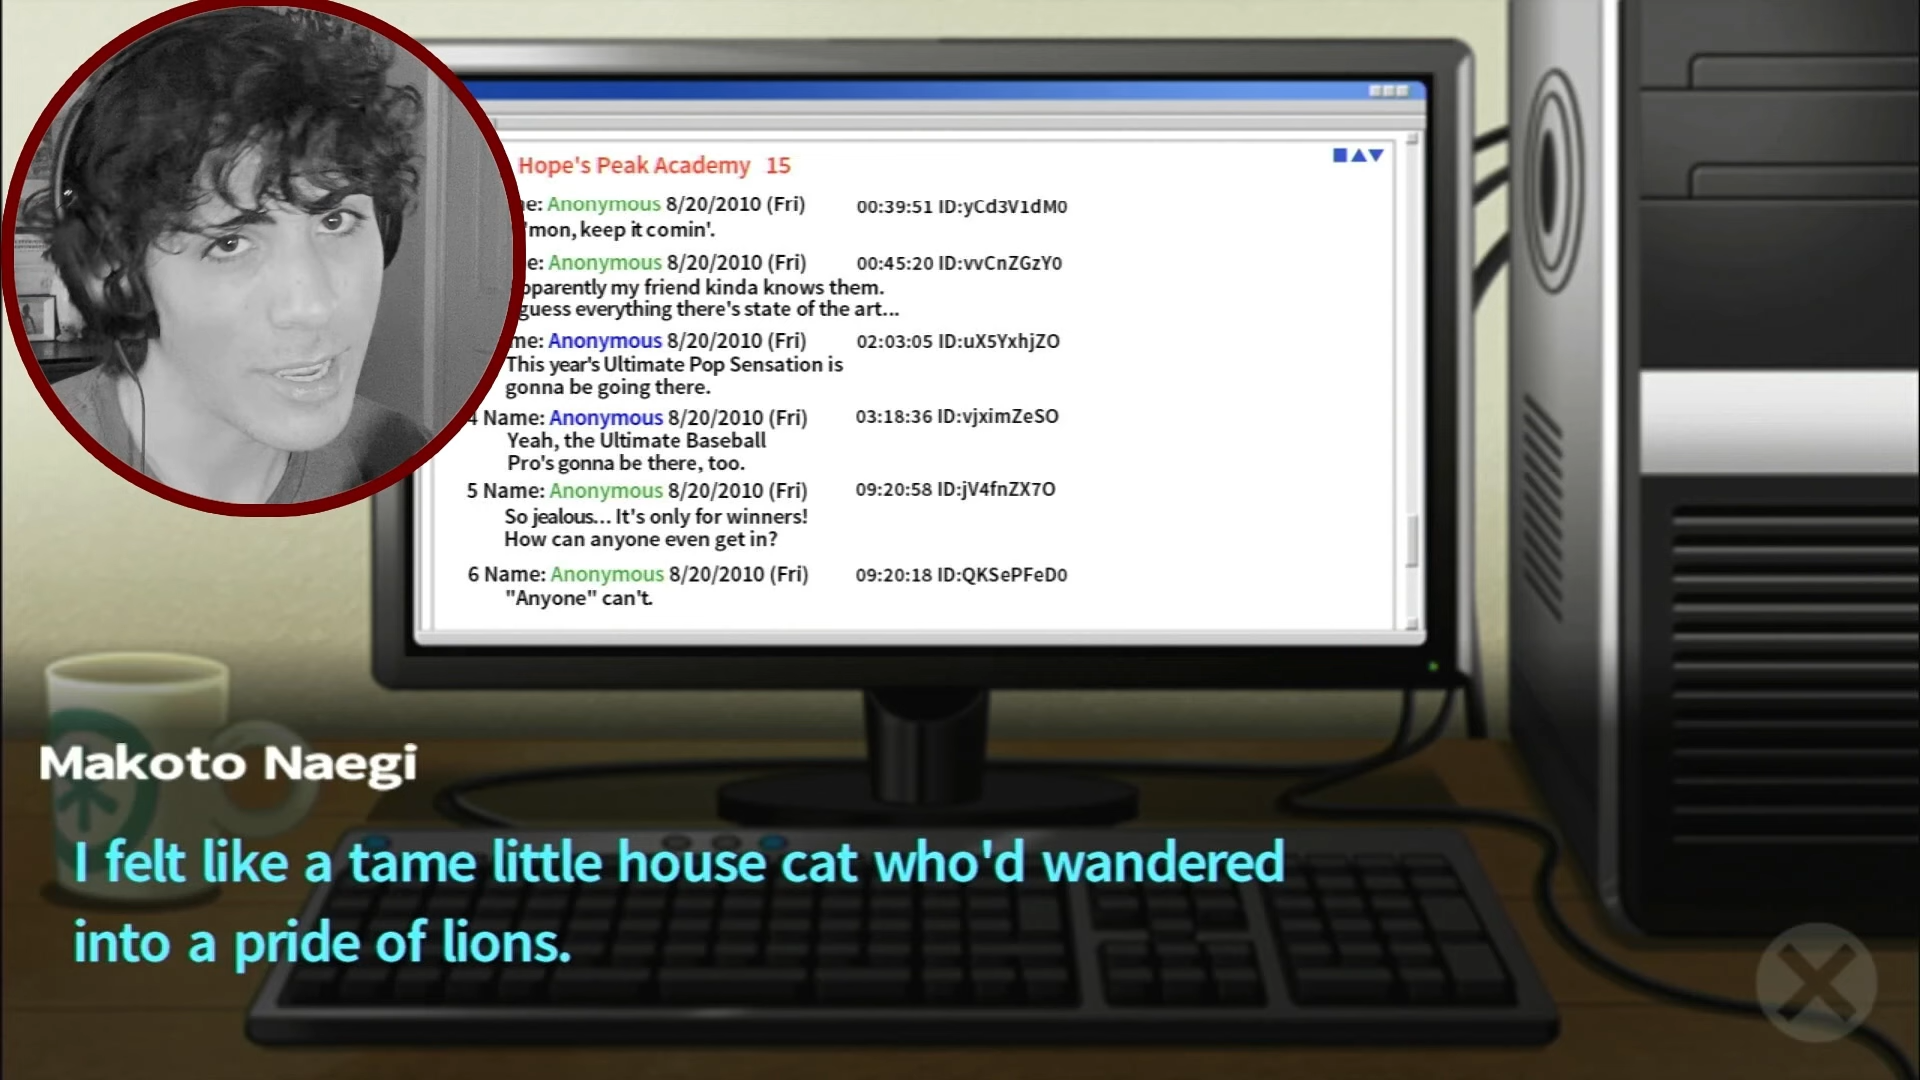 Hope's Peak Academy 15
e: Anonymous 8/20/2010 (Fri) 00:39:51 ID:yCd3V1dM0
'mon, keep it comin'.
e: Anonymous 8/20/2010 (Fri) 00:45:20 ID:vvCnZGzY0
pparently my friend kinda knows them.
guess everything there's state of the art...
me: Anonymous 8/20/2010 (Fri) 02:03:05 ID:uX5YxhjZO
This year's Ultimate Pop Sensation is
gonna be going there.
4 Name: Anonymous 8/20/2010 (Fri) 03:18:36 ID:vjximZeSO
Yeah, the Ultimate Baseball
Pro's gonna be there, too.
5 Name: Anonymous 8/20/2010 (Fri) 09:20:58 ID:jV4fnZX7O
So jealous... It's only for winners!
How can anyone even get in?
6 Name: Anonymous 8/20/2010 (Fri) 09:20:18 ID:QKSePFeD0
"Anyone" can't.
Makoto Naegi
I felt like a tame little house cat who'd wandered
into a pride of lions.